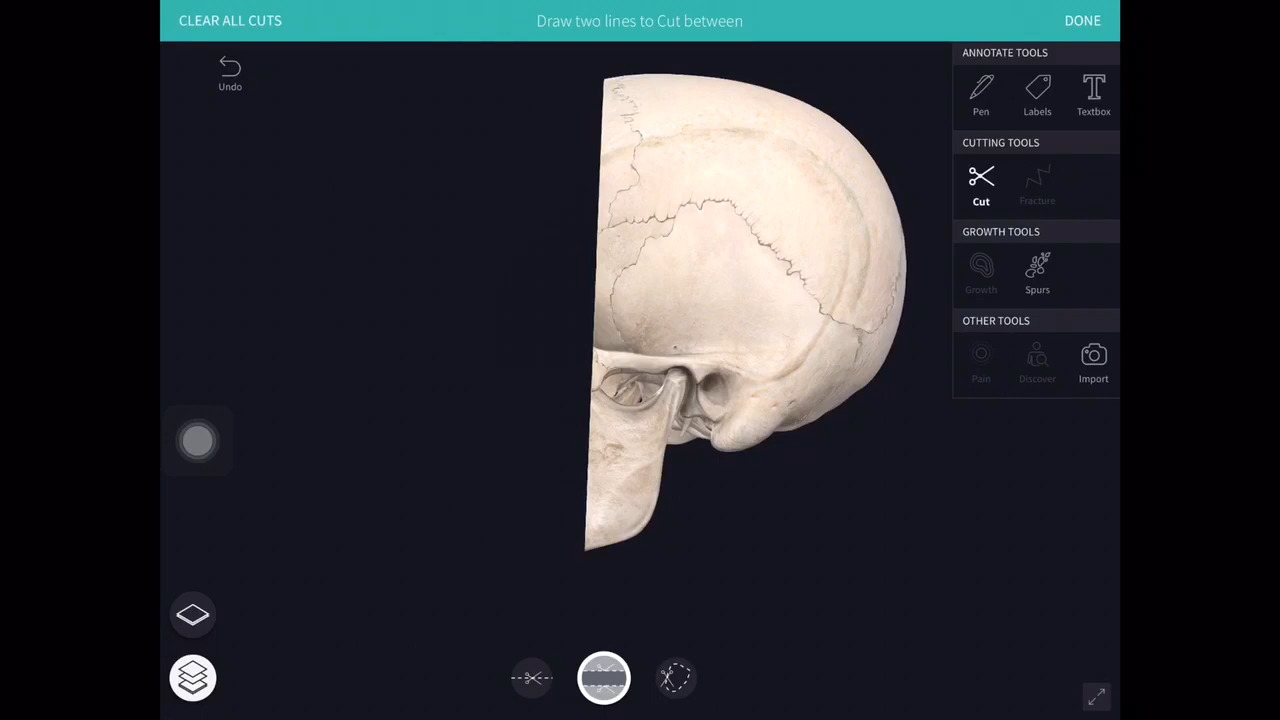 CLEAR ALL CUTS
Draw two lines to Cut between
DONE
Undo
ANNOTATE TOOLS
Pen
Labels
Textbox
CUTTING TOOLS
Cut
Fracture
GROWTH TOOLS
Growth
Spurs
OTHER TOOLS
Pain
Discover
Import